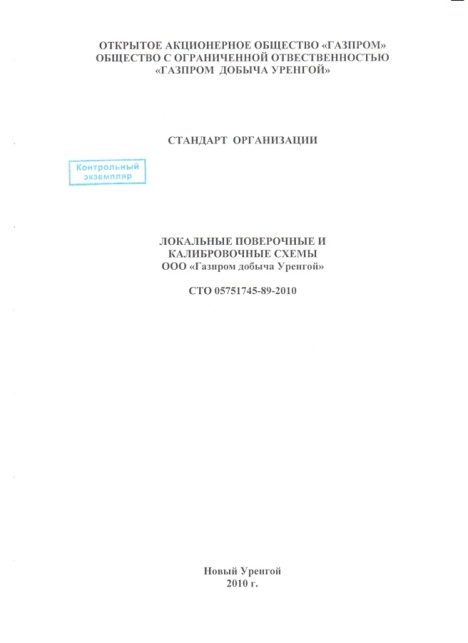 ОТКРЫТОЕ АКЦИОНЕРНОЕ ОБЩЕСТВО «ГАЗПРОМ»
ОБЩЕСТВО С ОГРАНИЧЕННОЙ ОТВЕСТВЕННОСТЬЮ
«ГАЗПРОМ ДОБЫЧА УРЕНГОЙ»
СТАНДАРТ ОРГАНИЗАЦИИ
Контрольный
экземпляр
ЛОКАЛЬНЫЕ ПОВЕРОЧНЫЕ И
КАЛИБРОВОЧНЫЕ СХЕМЫ
ООО «Газпром добыча Уренгой»
СТО 05751745-89-2010
Новый Уренгой
2010 г.